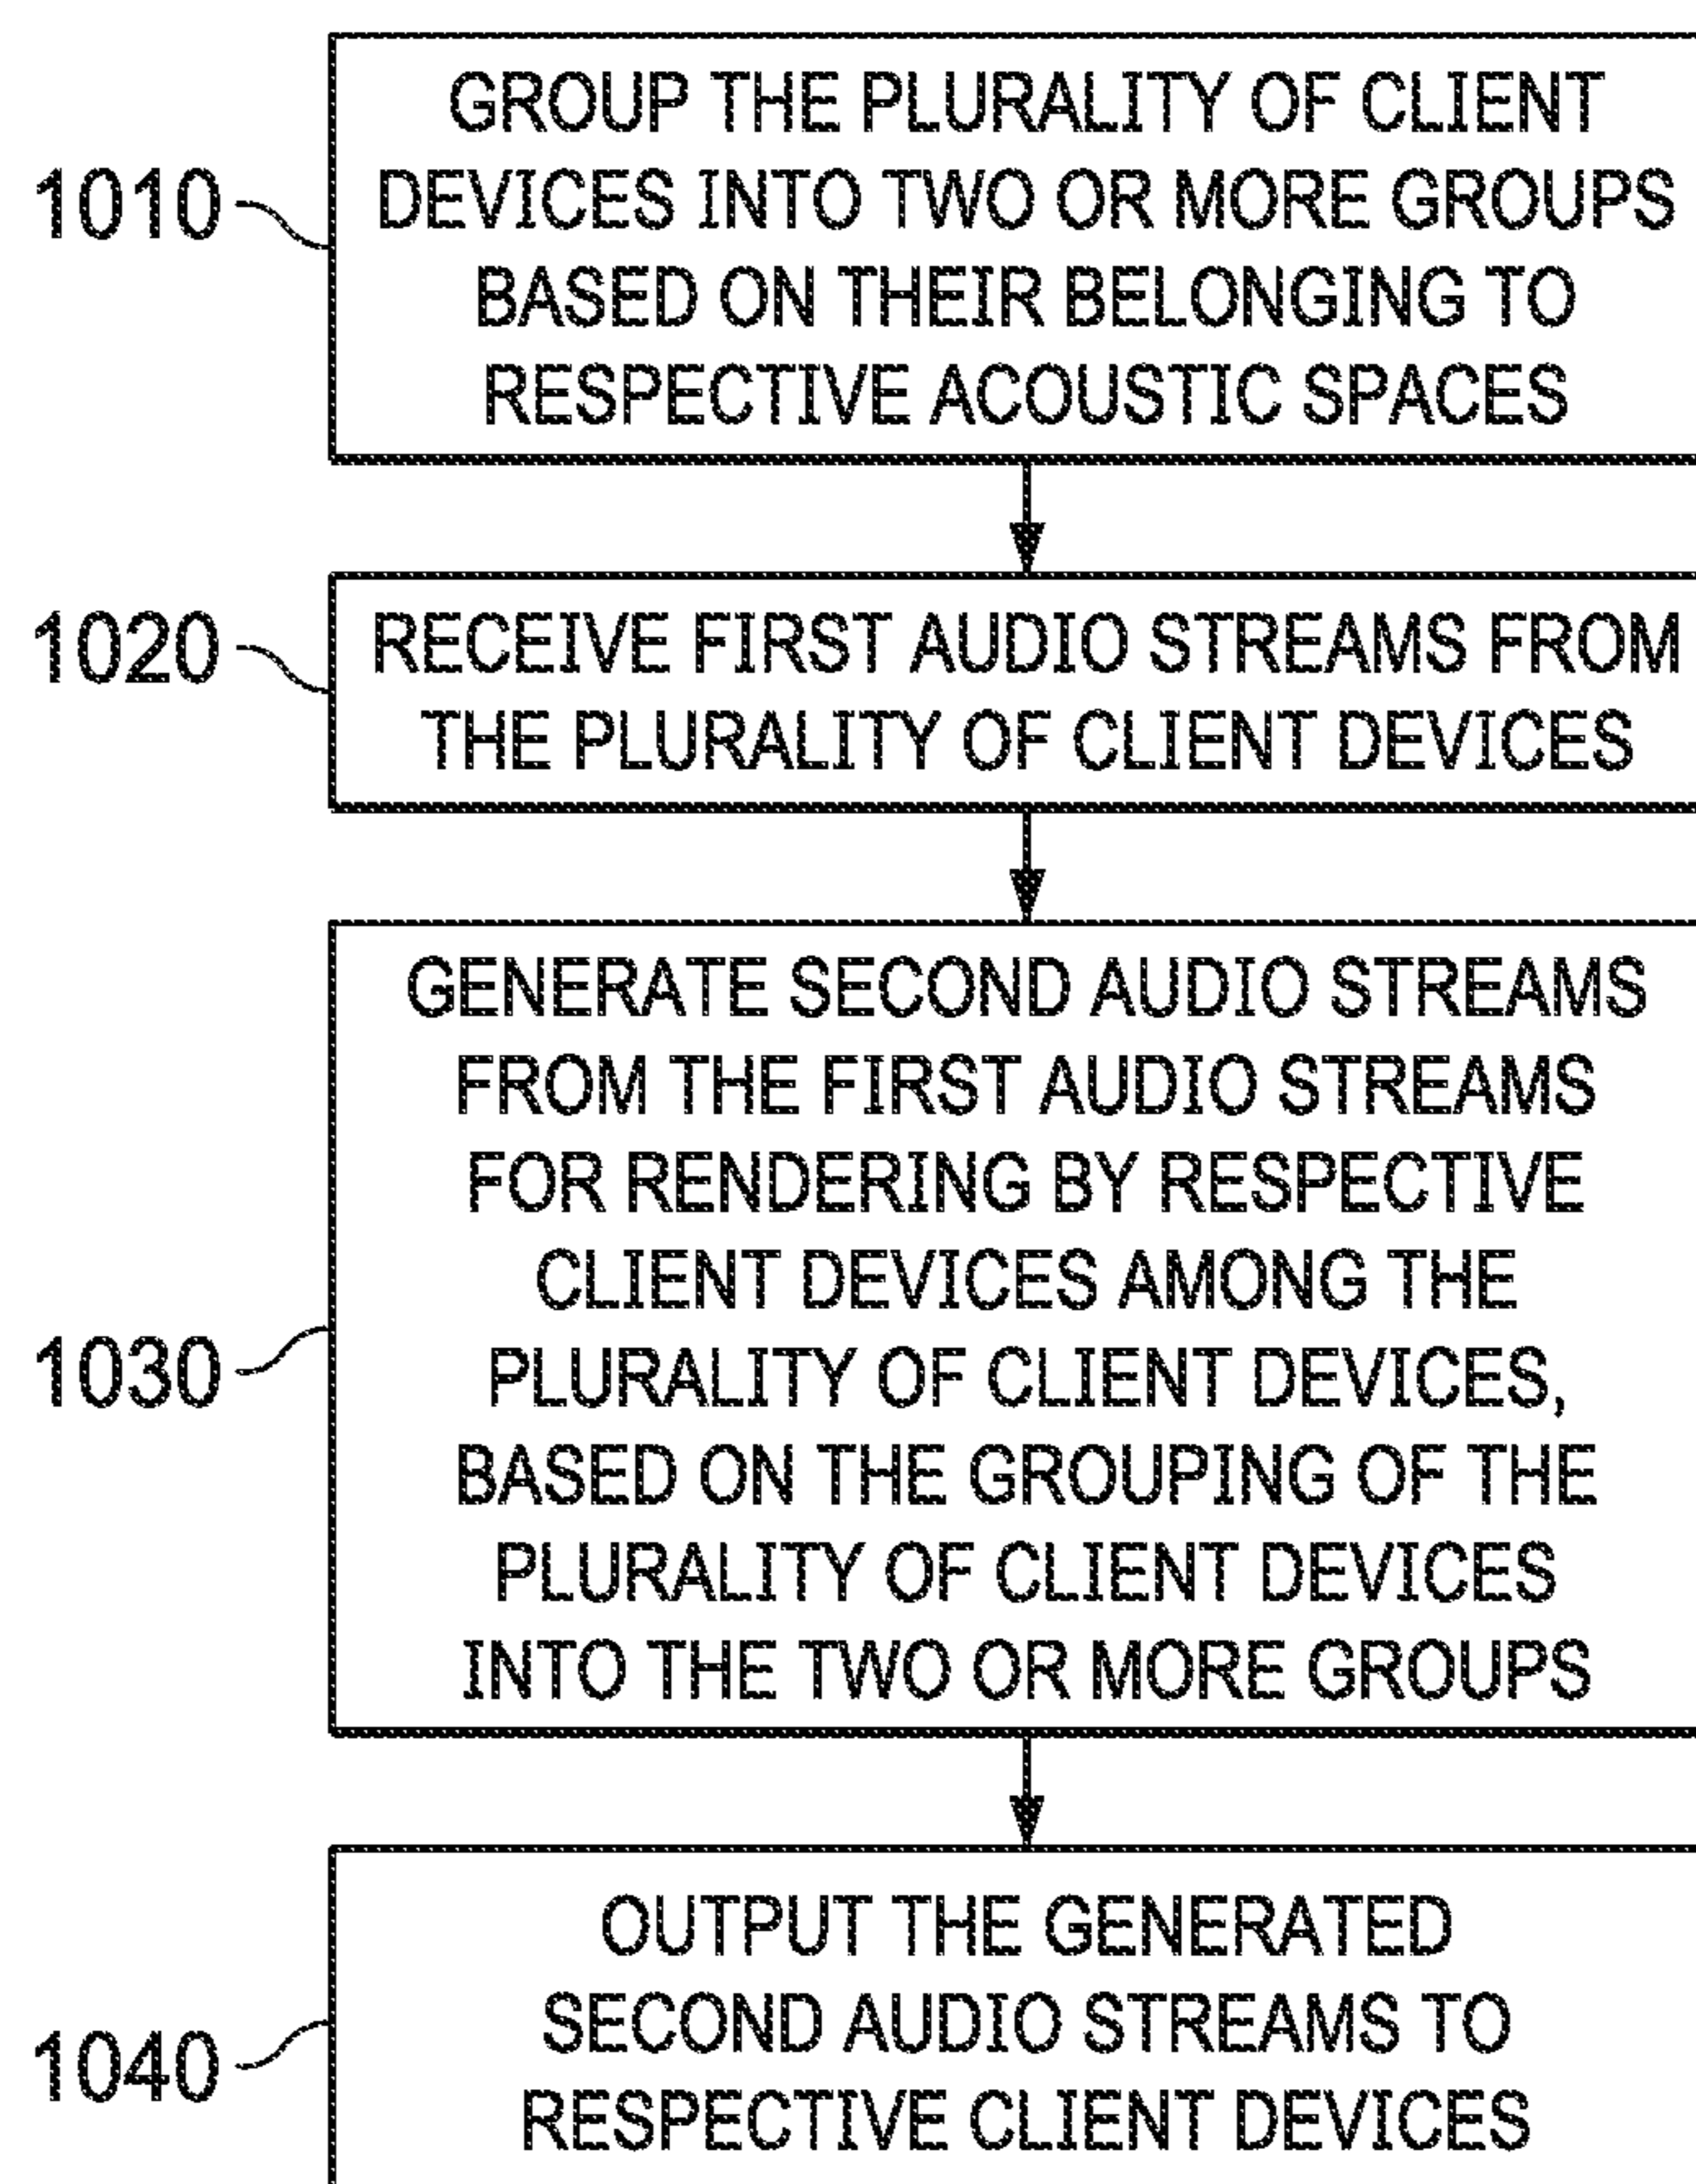 GROUP THE PLURALITY OF CLIENT
1010 DEVICES INTO TWO OR MORE GROUPS
BASED ON THEIR BELONGING TO
RESPECTIVE ACOUSTIC SPACES
1020 RECEIVE FIRST AUDIO STREAMS FROM
THE PLURALITY OF CLIENT DEVICES
GENERATE SECOND AUDIO STREAMS
FROM THE FIRST AUDIO STREAMS
FOR RENDERING BY RESPECTIVE
CLIENT DEVICES AMONG THE
1030 PLURALITY OF CLIENT DEVICES,
BASED ON THE GROUPING OF THE
PLURALITY OF CLIENT DEVICES
INTO THE TWO OR MORE GROUPS
OUTPUT THE GENERATED
SECOND AUDIO STREAMS TO
1040 RESPECTIVE CLIENT DEVICES